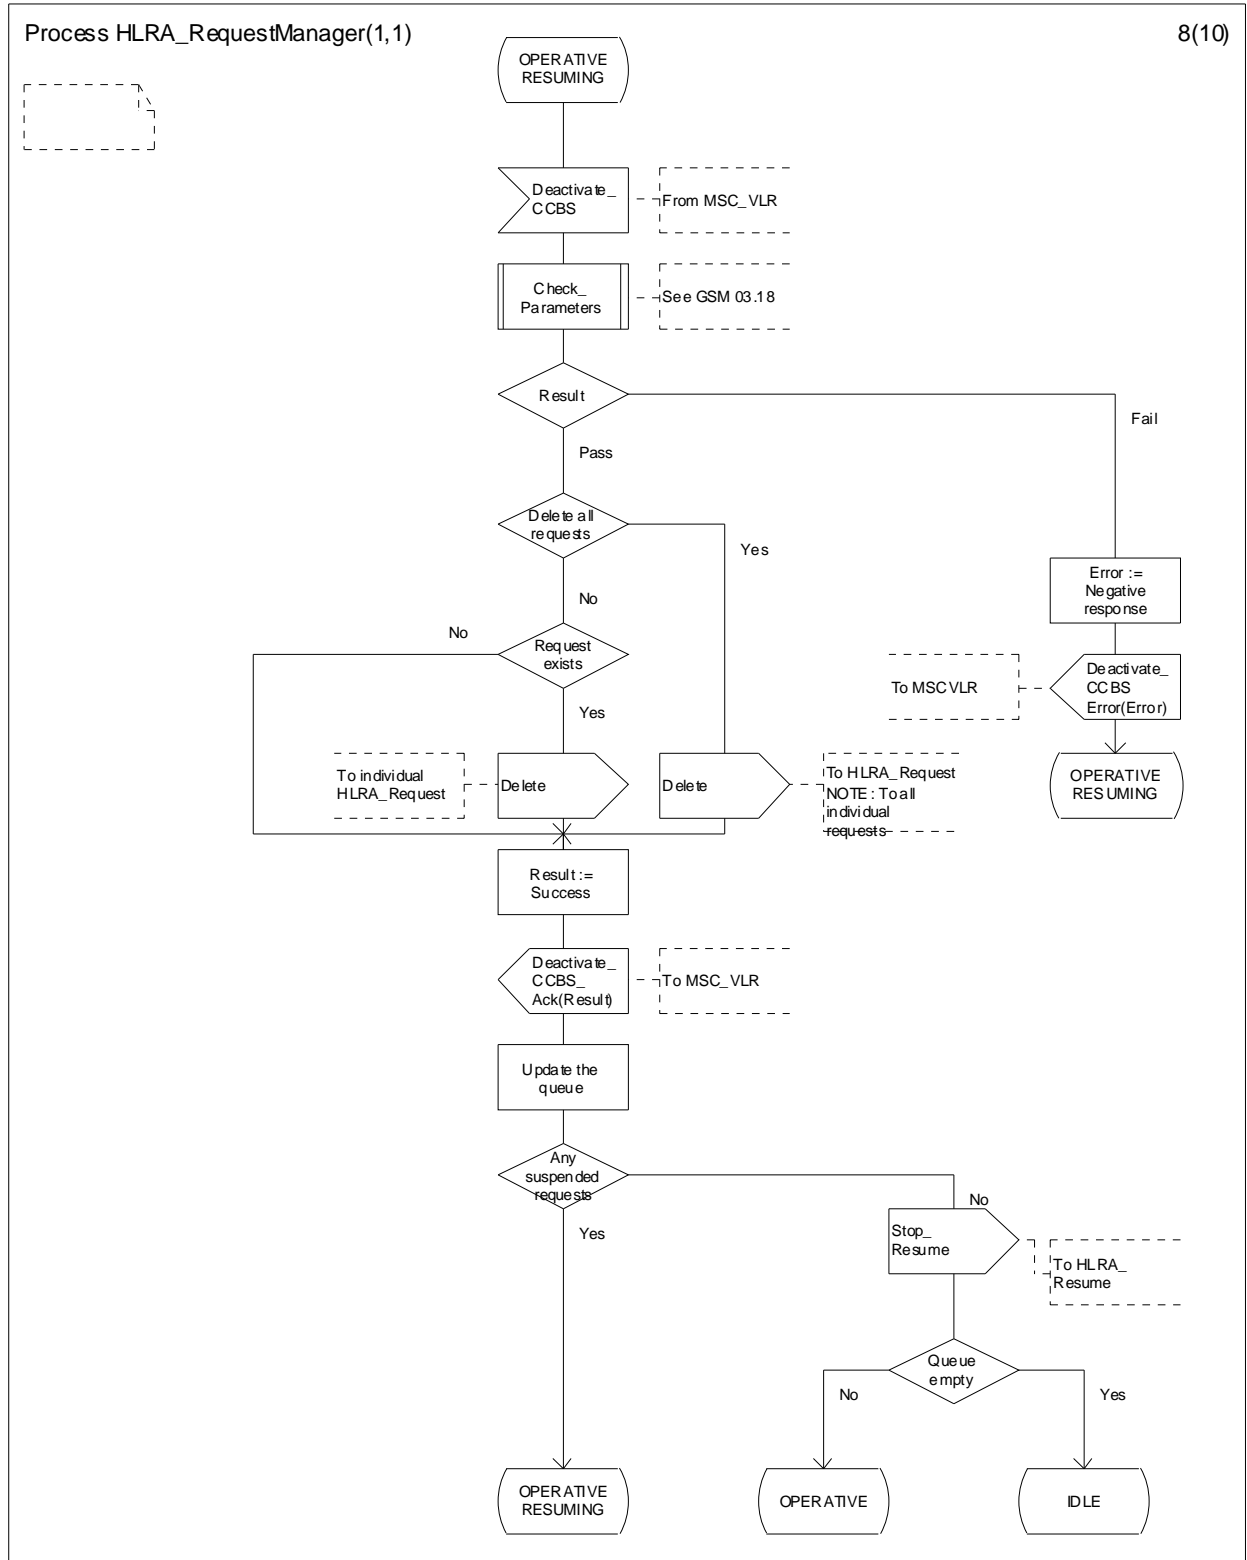 Process HLRA_RequestManager(1,1)
8(10)
OPERATIVE
RESUMING
Deactivate_
CCBS
From MSC_VLR
Check_
Parameters
See GSM 03.18
Result
Fail
Pass
Delete all
requests
Yes
No
Error :=
Negative
response
No
Request
exists
Deactivate_
CCBS
Error(Error)
To MSCVLR
Yes
To individual
HLRA_Request
Delete
Delete
To HLRA_Request
NOTE : To all
individual
requests
OPERATIVE
RESUMING
Result :=
Success
Deactivate_
CCBS_
Ack(Result)
To MSC_VLR
Update the
queue
Any
suspended
requests
No
Yes
Stop_
Resume
To HLRA_
Resume
Queue
empty
No
Yes
OPERATIVE
RESUMING
OPERATIVE
IDLE